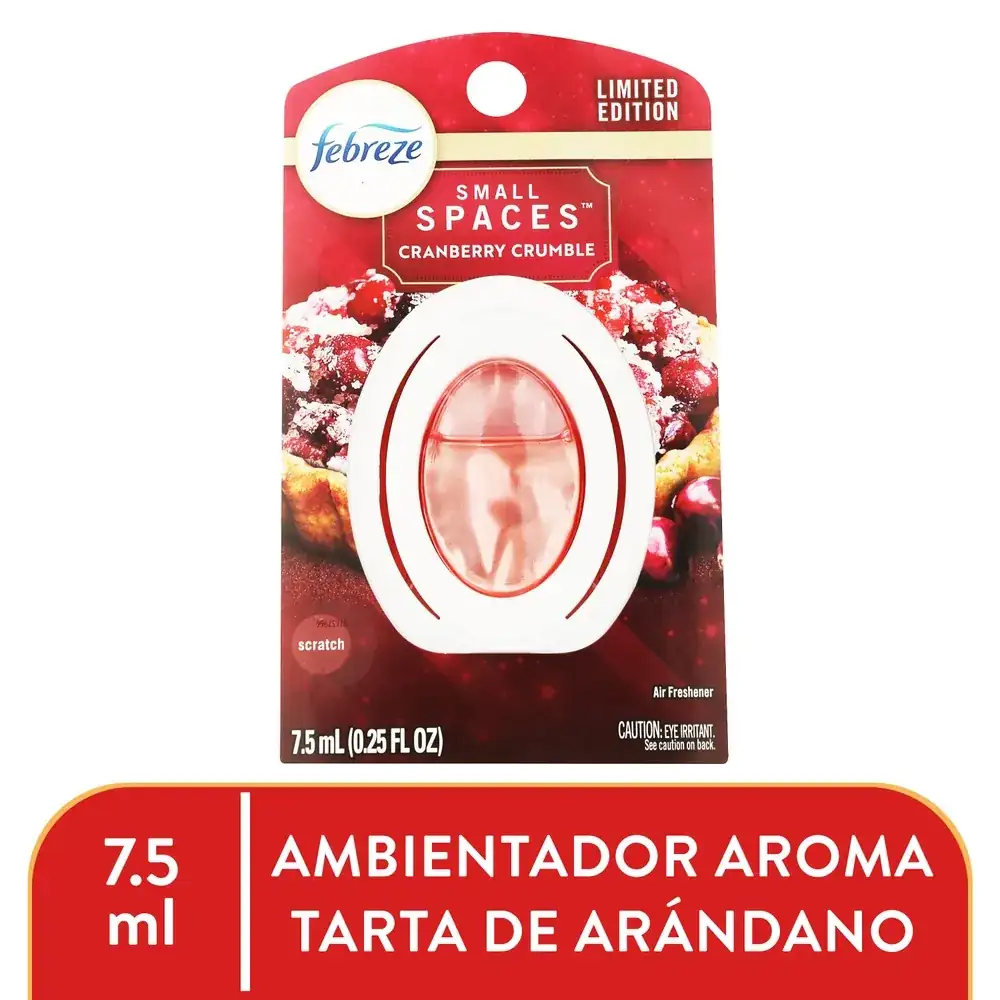 LIMITED
EDITION
febreze
SMALL
SPACES™
CRANBERRY CRUMBLE
scratch
Air Freshener
7.5 mL (0.25 FL OZ)
CAUTION: EYE IRRITANT.
See caution on back.
7.5
ml
AMBIENTADOR AROMA
TARTA DE ARÁNDANO